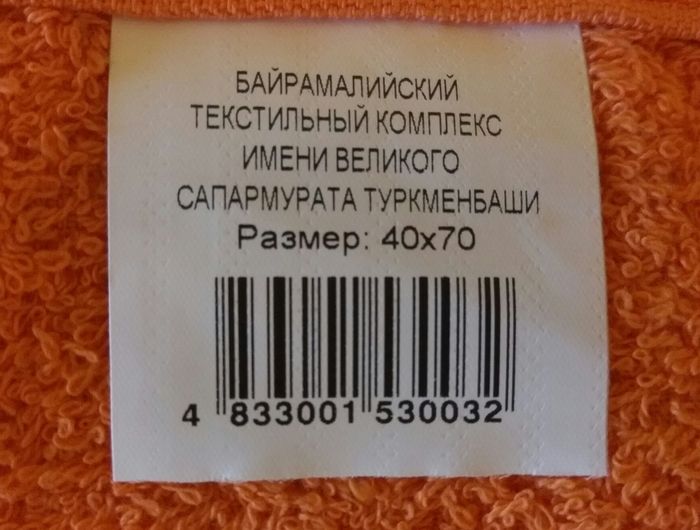 БАЙРАМАЛИЙСКИЙ
ТЕКСТИЛЬНЫЙ КОМПЛЕКС
ИМЕНИ ВЕЛИКОГО
САПАРМУРАТА ТУРКМЕНБАШИ
Размер: 40x70
4 833001 530032